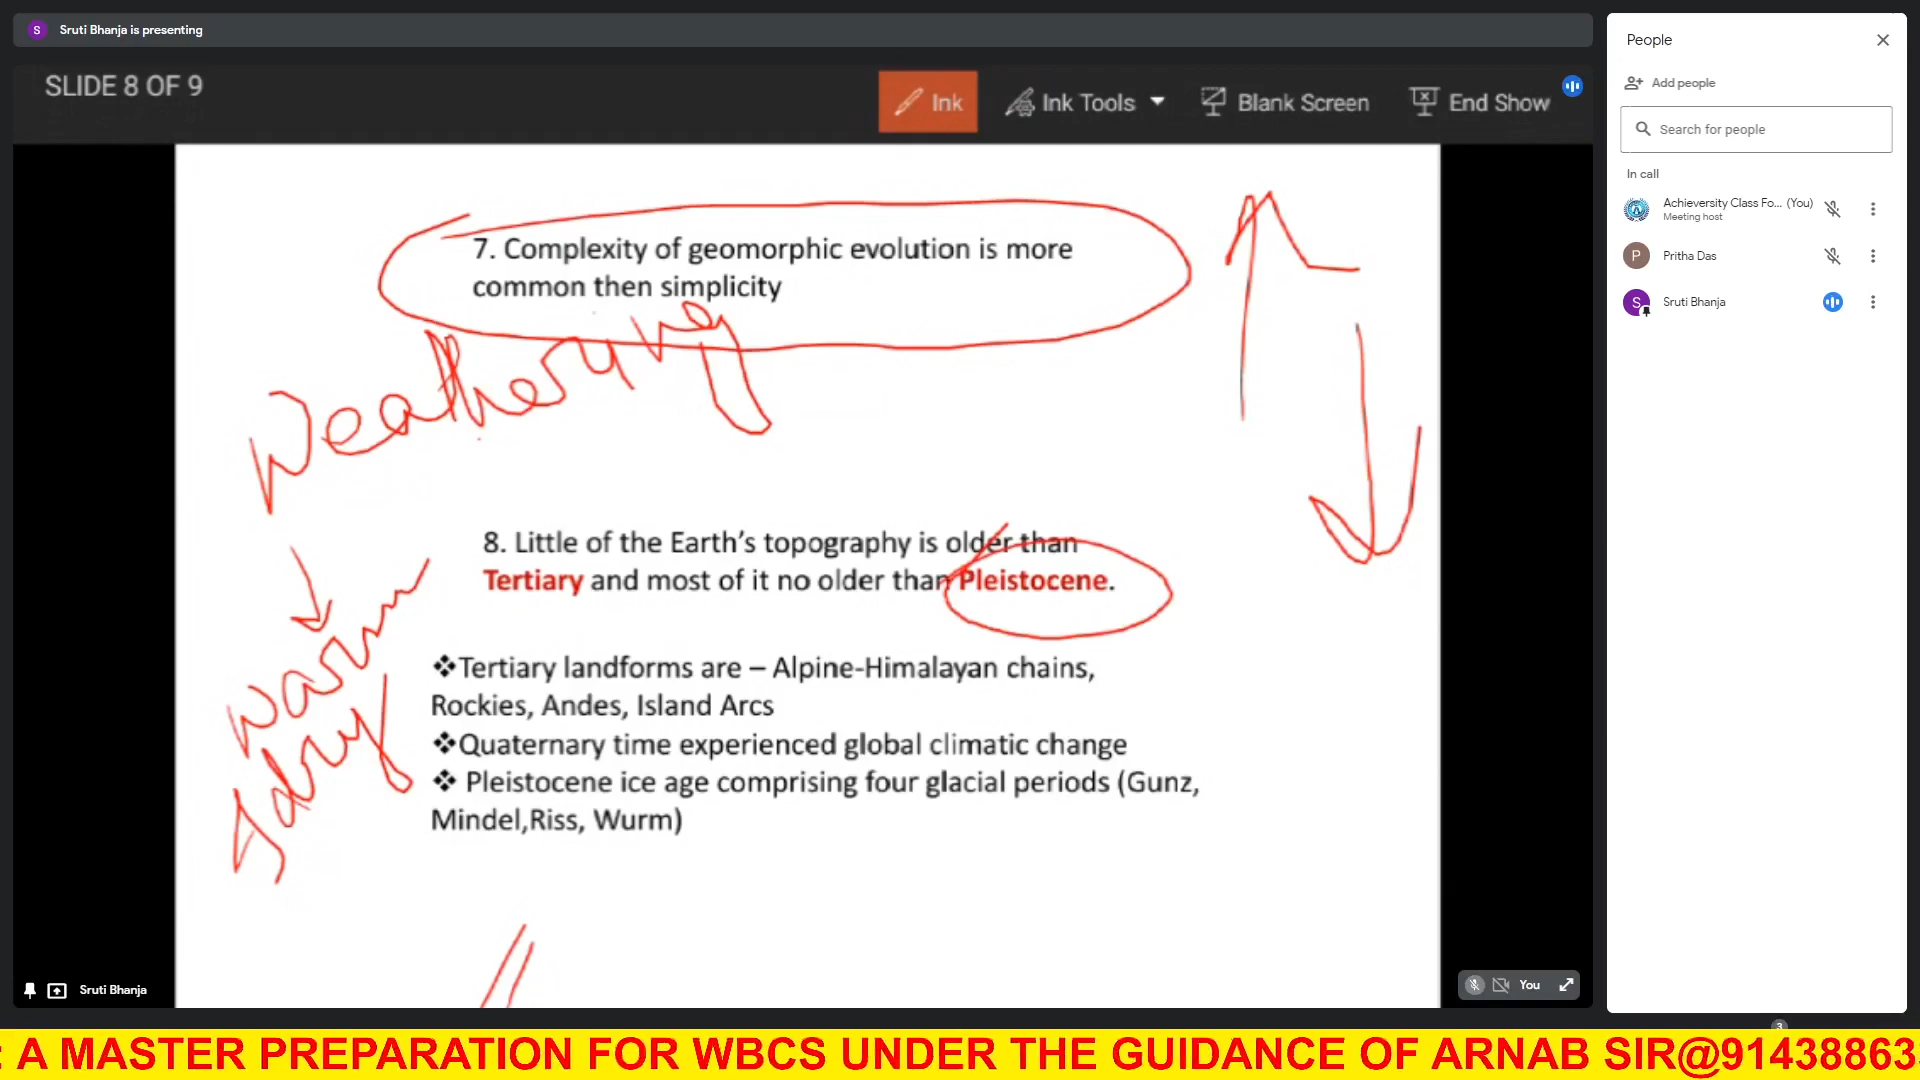 S Sruti Bhanja is presenting
People
Add people
SLIDE 8 OF 9
Ink
Ink Tools
Blank Screen
End Show
Search for people
In call
Achieversity Class Fo... (You)
Meeting host
P Pritha Das
S Sruti Bhanja
7. Complexity of geomorphic evolution is more
common then simplicity
Weathering
8. Little of the Earth's topography is older than
Tertiary and most of it no older than Pleistocene.
warm
dry
❖Tertiary landforms are – Alpine-Himalayan chains,
Rockies, Andes, Island Arcs
❖Quaternary time experienced global climatic change
❖ Pleistocene ice age comprising four glacial periods (Gunz,
Mindel,Riss, Wurm)
Sruti Bhanja
You
3
: A MASTER PREPARATION FOR WBCS UNDER THE GUIDANCE OF ARNAB SIR@91438863